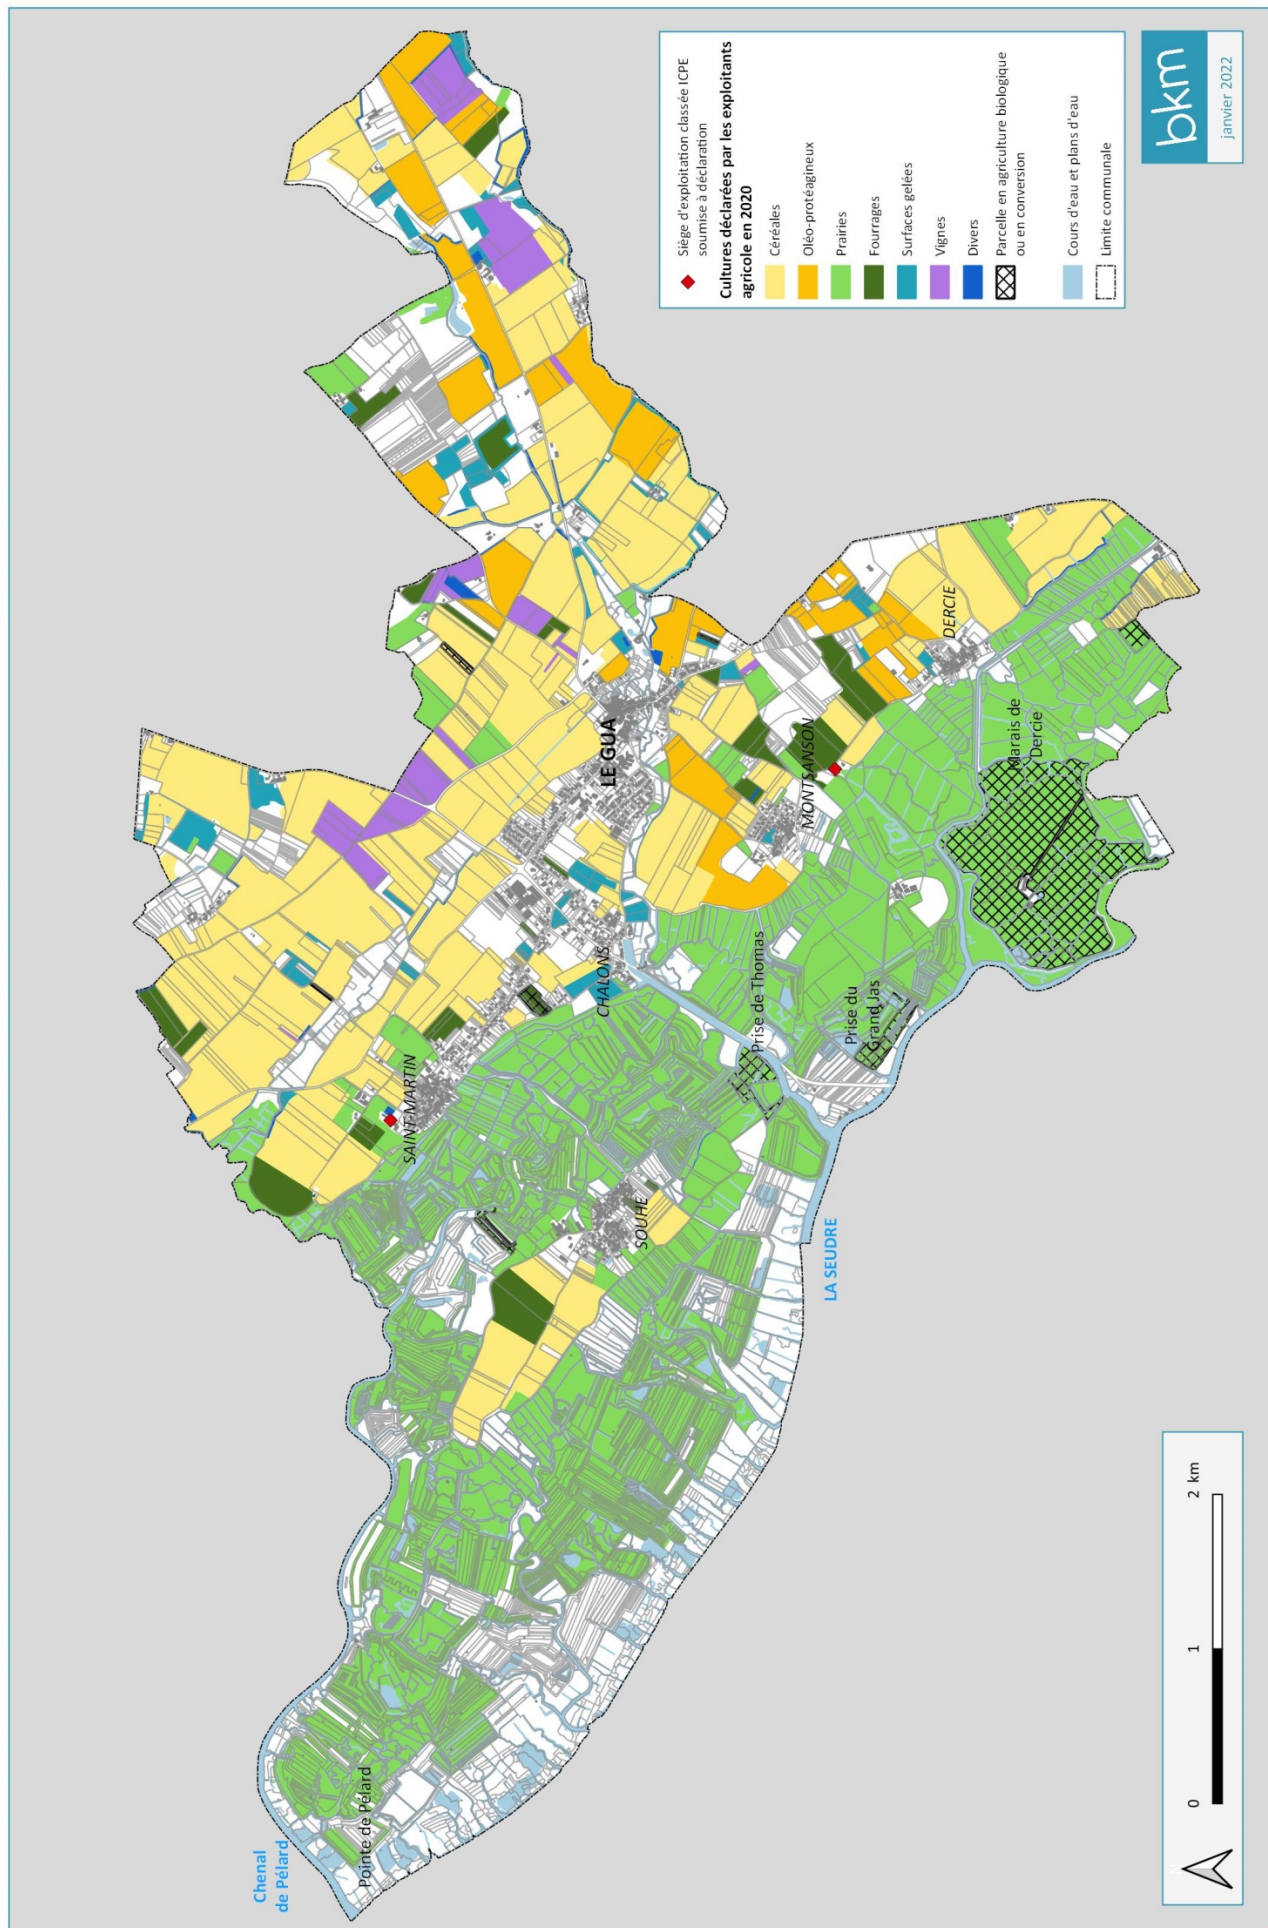 Chenal
de Pélard
Pointe de Pélard
SAINT-MARTIN
SOUHE
LA SEUDRE
CHALONS
LE GUA
Prise de Thomas
Prise du
Grand Jas
MONTSANSON
Marais de
Dercie
DERCIE
Siège d'exploitation classée ICPE
soumise à déclaration
Cultures déclarées par les exploitants
agricole en 2020
Céréales
Oléo-protéagineux
Prairies
Fourrages
Surfaces gelées
Vignes
Divers
Parcelle en agriculture biologique
ou en conversion
Cours d'eau et plans d'eau
Limite communale
0
1
2 km
bkm
janvier 2022